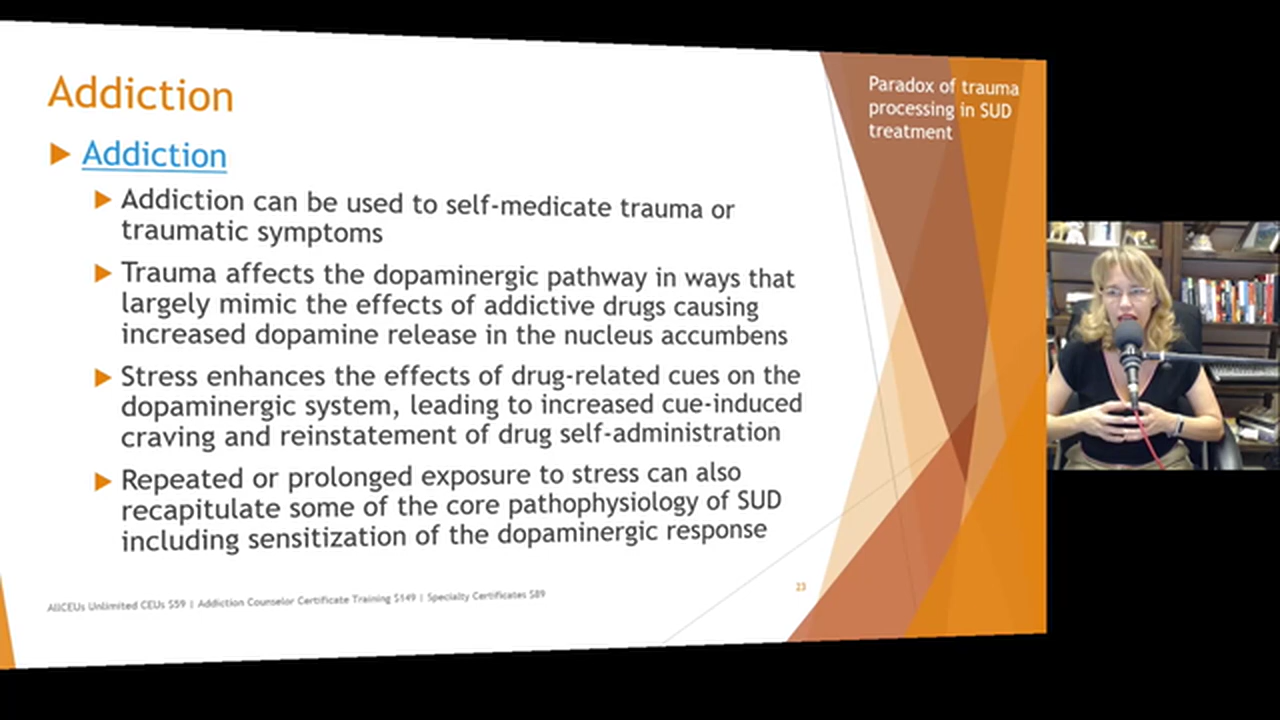 Addiction
Addiction
Addiction can be used to self-medicate trauma or
traumatic symptoms
Trauma affects the dopaminergic pathway in ways that
largely mimic the effects of addictive drugs causing
increased dopamine release in the nucleus accumbens
Stress enhances the effects of drug-related cues on the
dopaminergic system, leading to increased cue-induced
craving and reinstatement of drug self-administration
Repeated or prolonged exposure to stress can also
recapitulate some of the core pathophysiology of SUD
including sensitization of the dopaminergic response
AllCEUs Unlimited CEUs $59 | Addiction Counselor Certificate Training $149 | Specialty Certificates $89
23
Paradox of trauma
processing in SUD
treatment